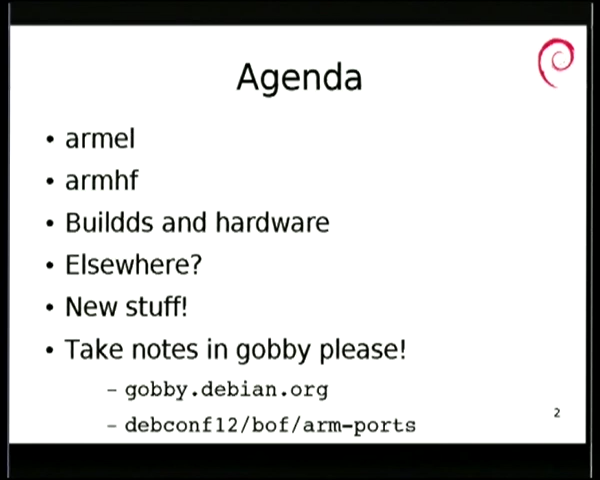 Agenda
• armel
• armhf
• Buildds and hardware
• Elsewhere?
• New stuff!
• Take notes in gobby please!
– gobby.debian.org
– debconf12/bof/arm-ports
2